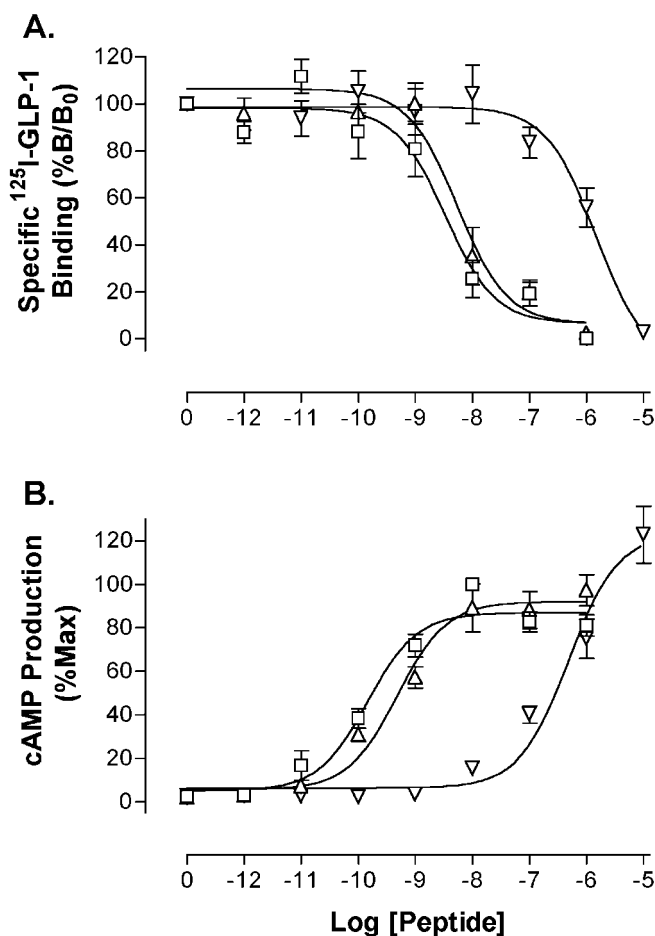 A.
Specific ¹²⁵I-GLP-1
Binding (%B/B₀)
120
100
80
60
40
20
0
0 -12 -11 -10 -9 -8 -7 -6 -5
B.
cAMP Production
(%Max)
120
100
80
60
40
20
0
0 -12 -11 -10 -9 -8 -7 -6 -5
Log [Peptide]